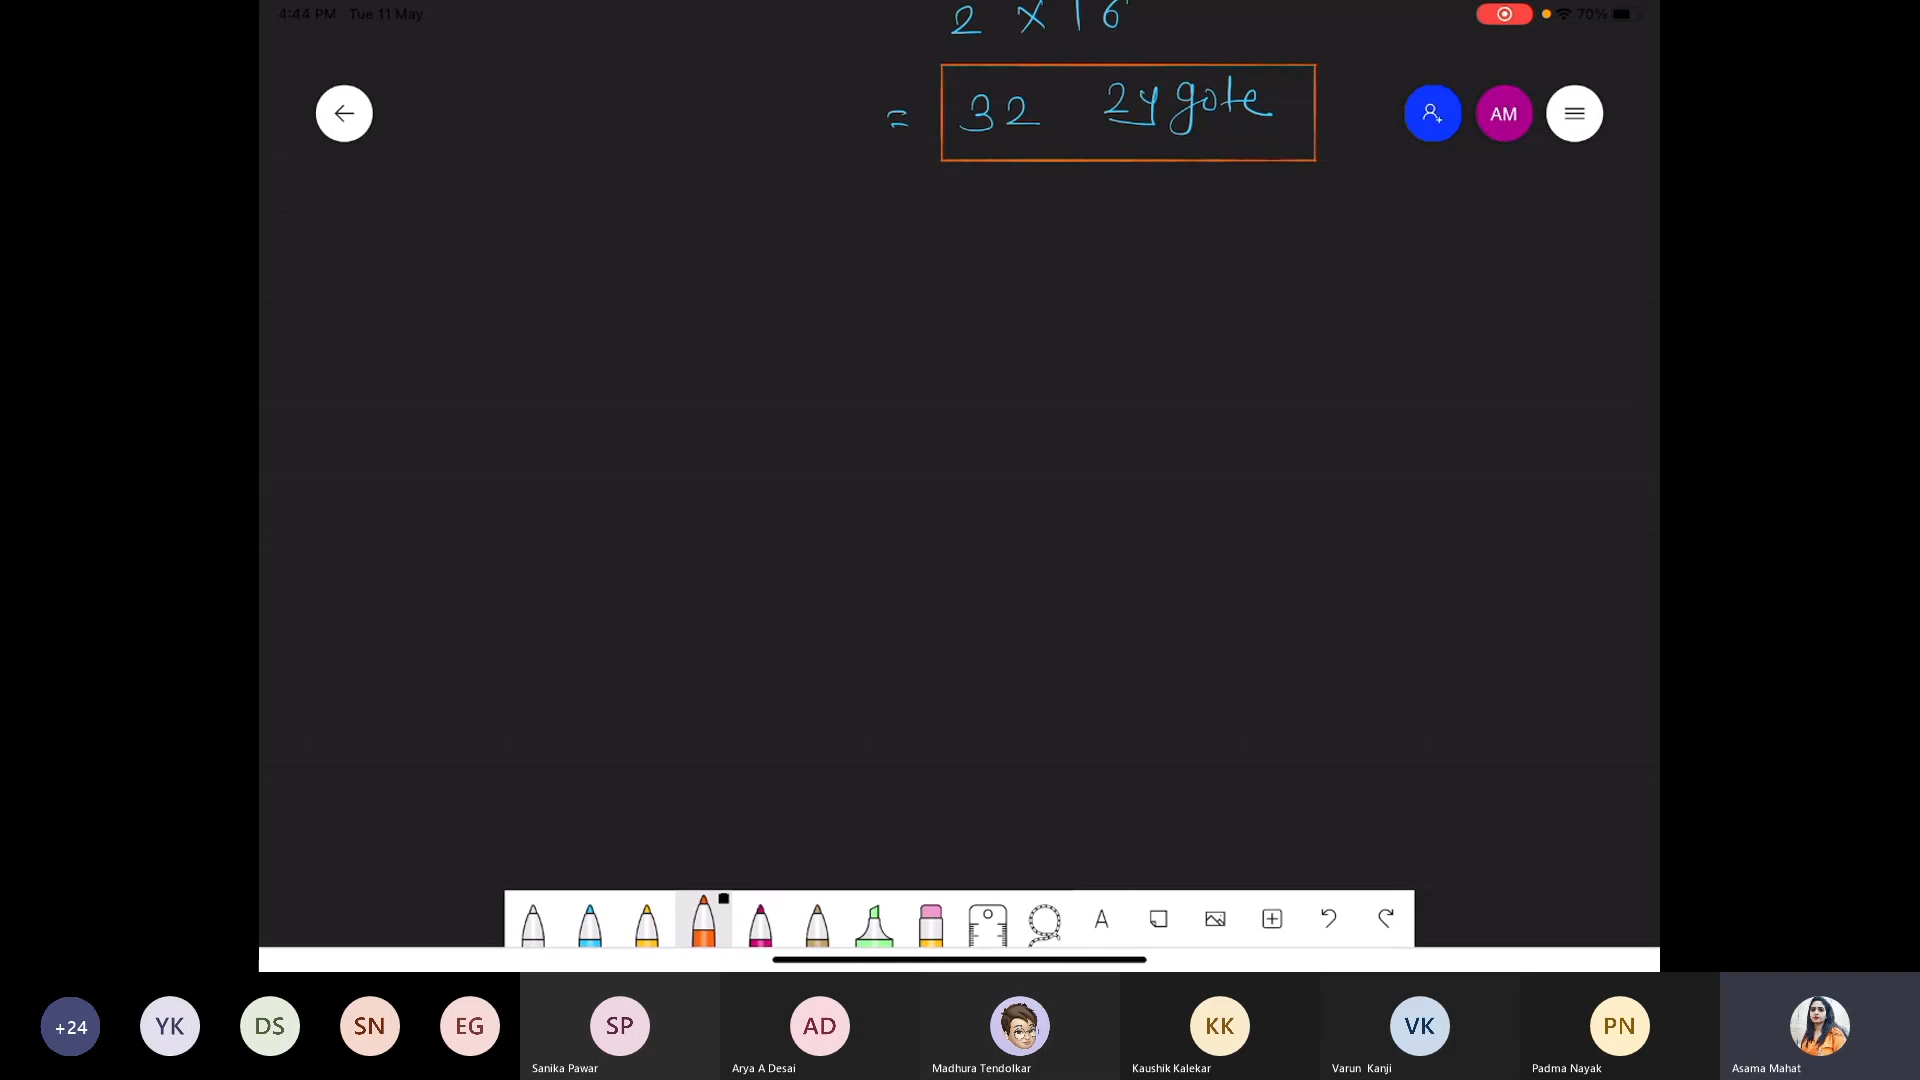 4:44 PM Tue 11 May
70%
2 × 16
= 32 zygote
AM
A
+24
YK
DS
SN
EG
SP
AD
KK
VK
PN
Sanika Pawar
Arya A Desai
Madhura Tendolkar
Kaushik Kalekar
Varun Kanji
Padma Nayak
Asama Mahat